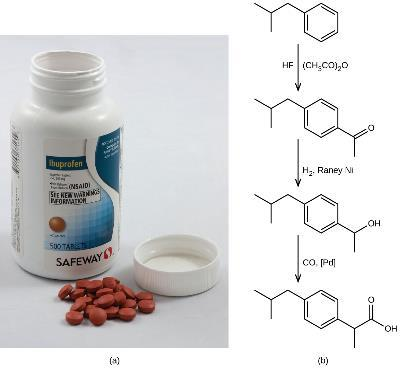 Ibuprofen
(NSAID)
SEE NEW WARNINGS
INFORMATION
500 TABLETS
SAFEWAY
(a)
HF (CH₃CO)₂O
O
H₂, Raney Ni
OH
CO, [Pd]
O
OH
(b)